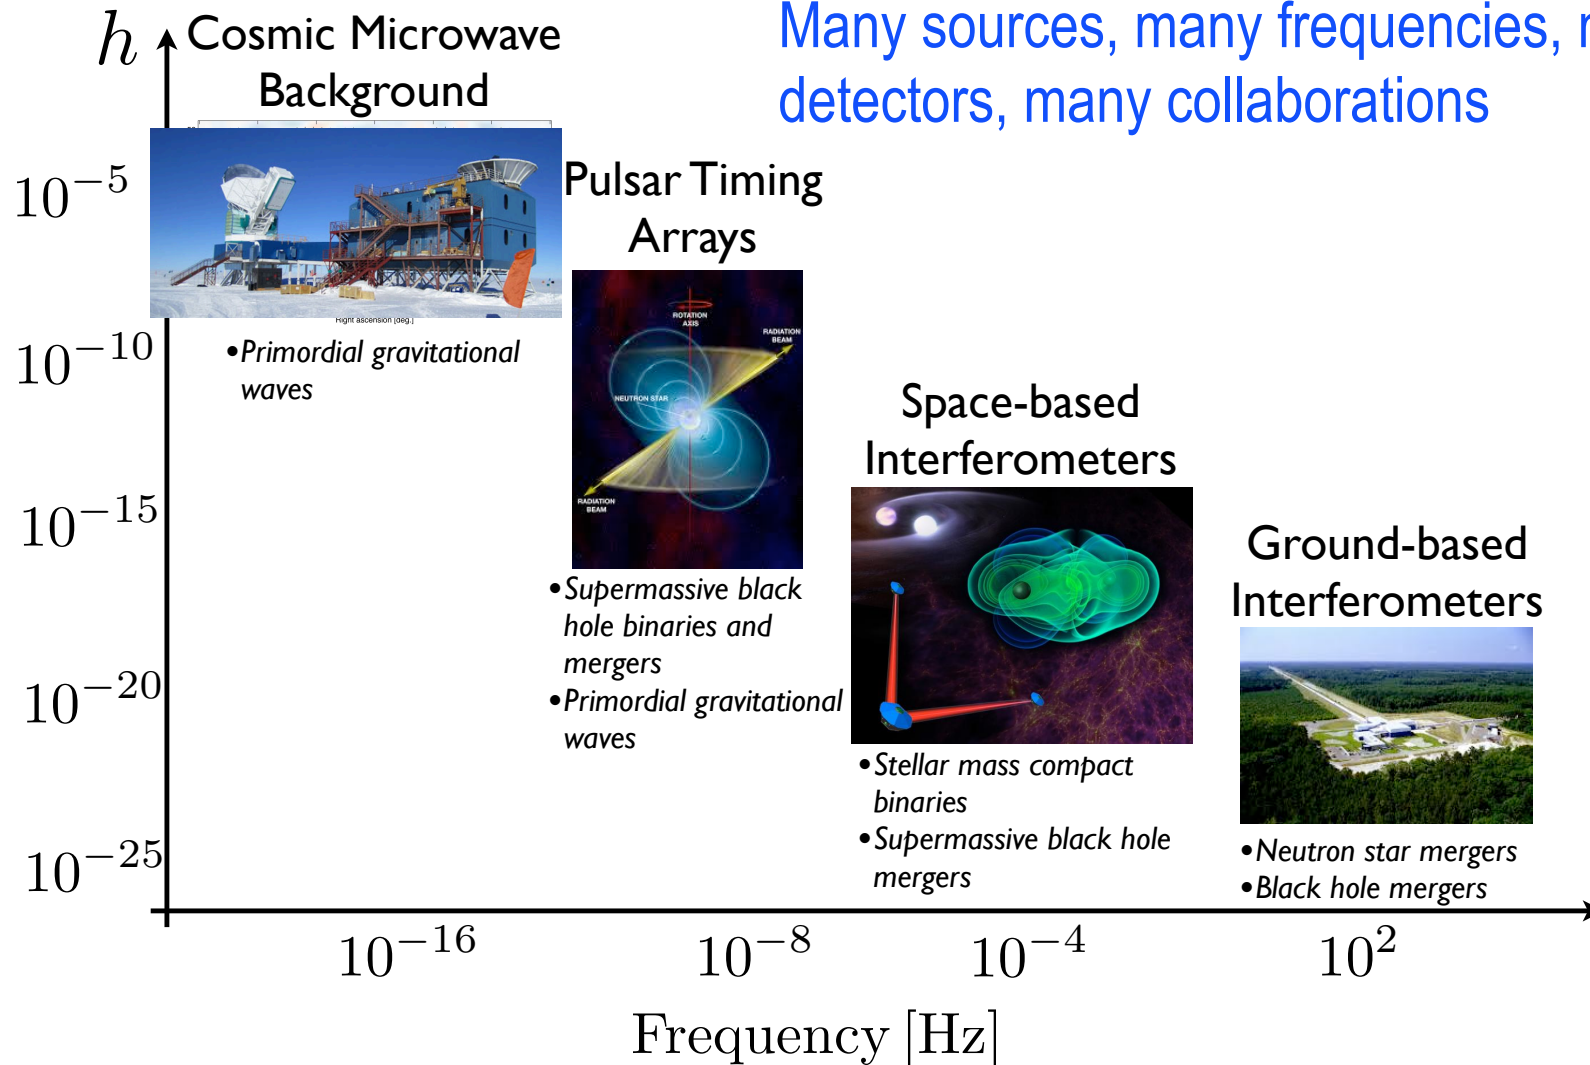 h
Cosmic Microwave
Background
Many sources, many frequencies,
detectors, many collaborations
10^{-5}
10^{-10}
10^{-15}
10^{-20}
10^{-25}
Right ascension [deg.]
•Primordial gravitational
waves
Pulsar Timing
Arrays
ROTATION
AXIS
RADIATION
BEAM
NEUTRON STAR
RADIATION
BEAM
•Supermassive black
hole binaries and
mergers
•Primordial gravitational
waves
Space-based
Interferometers
•Stellar mass compact
binaries
•Supermassive black hole
mergers
Ground-based
Interferometers
•Neutron star mergers
•Black hole mergers
10^{-16}
10^{-8}
10^{-4}
10^{2}
Frequency [Hz]